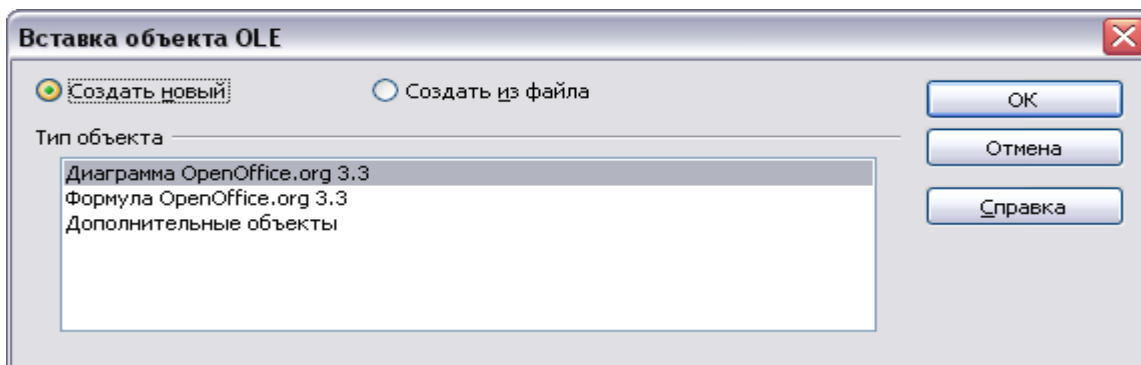 Вставка объекта OLE
Создать новый Создать из файла
ОК
Тип объекта
Отмена
Диаграмма OpenOffice.org 3.3
Формула OpenOffice.org 3.3
Справка
Дополнительные объекты